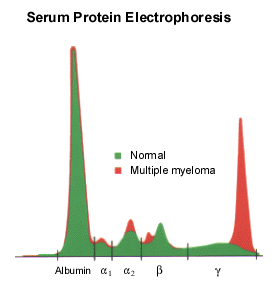 Serum Protein Electrophoresis
Normal
Multiple myeloma
Albumin α1 α2 β γ